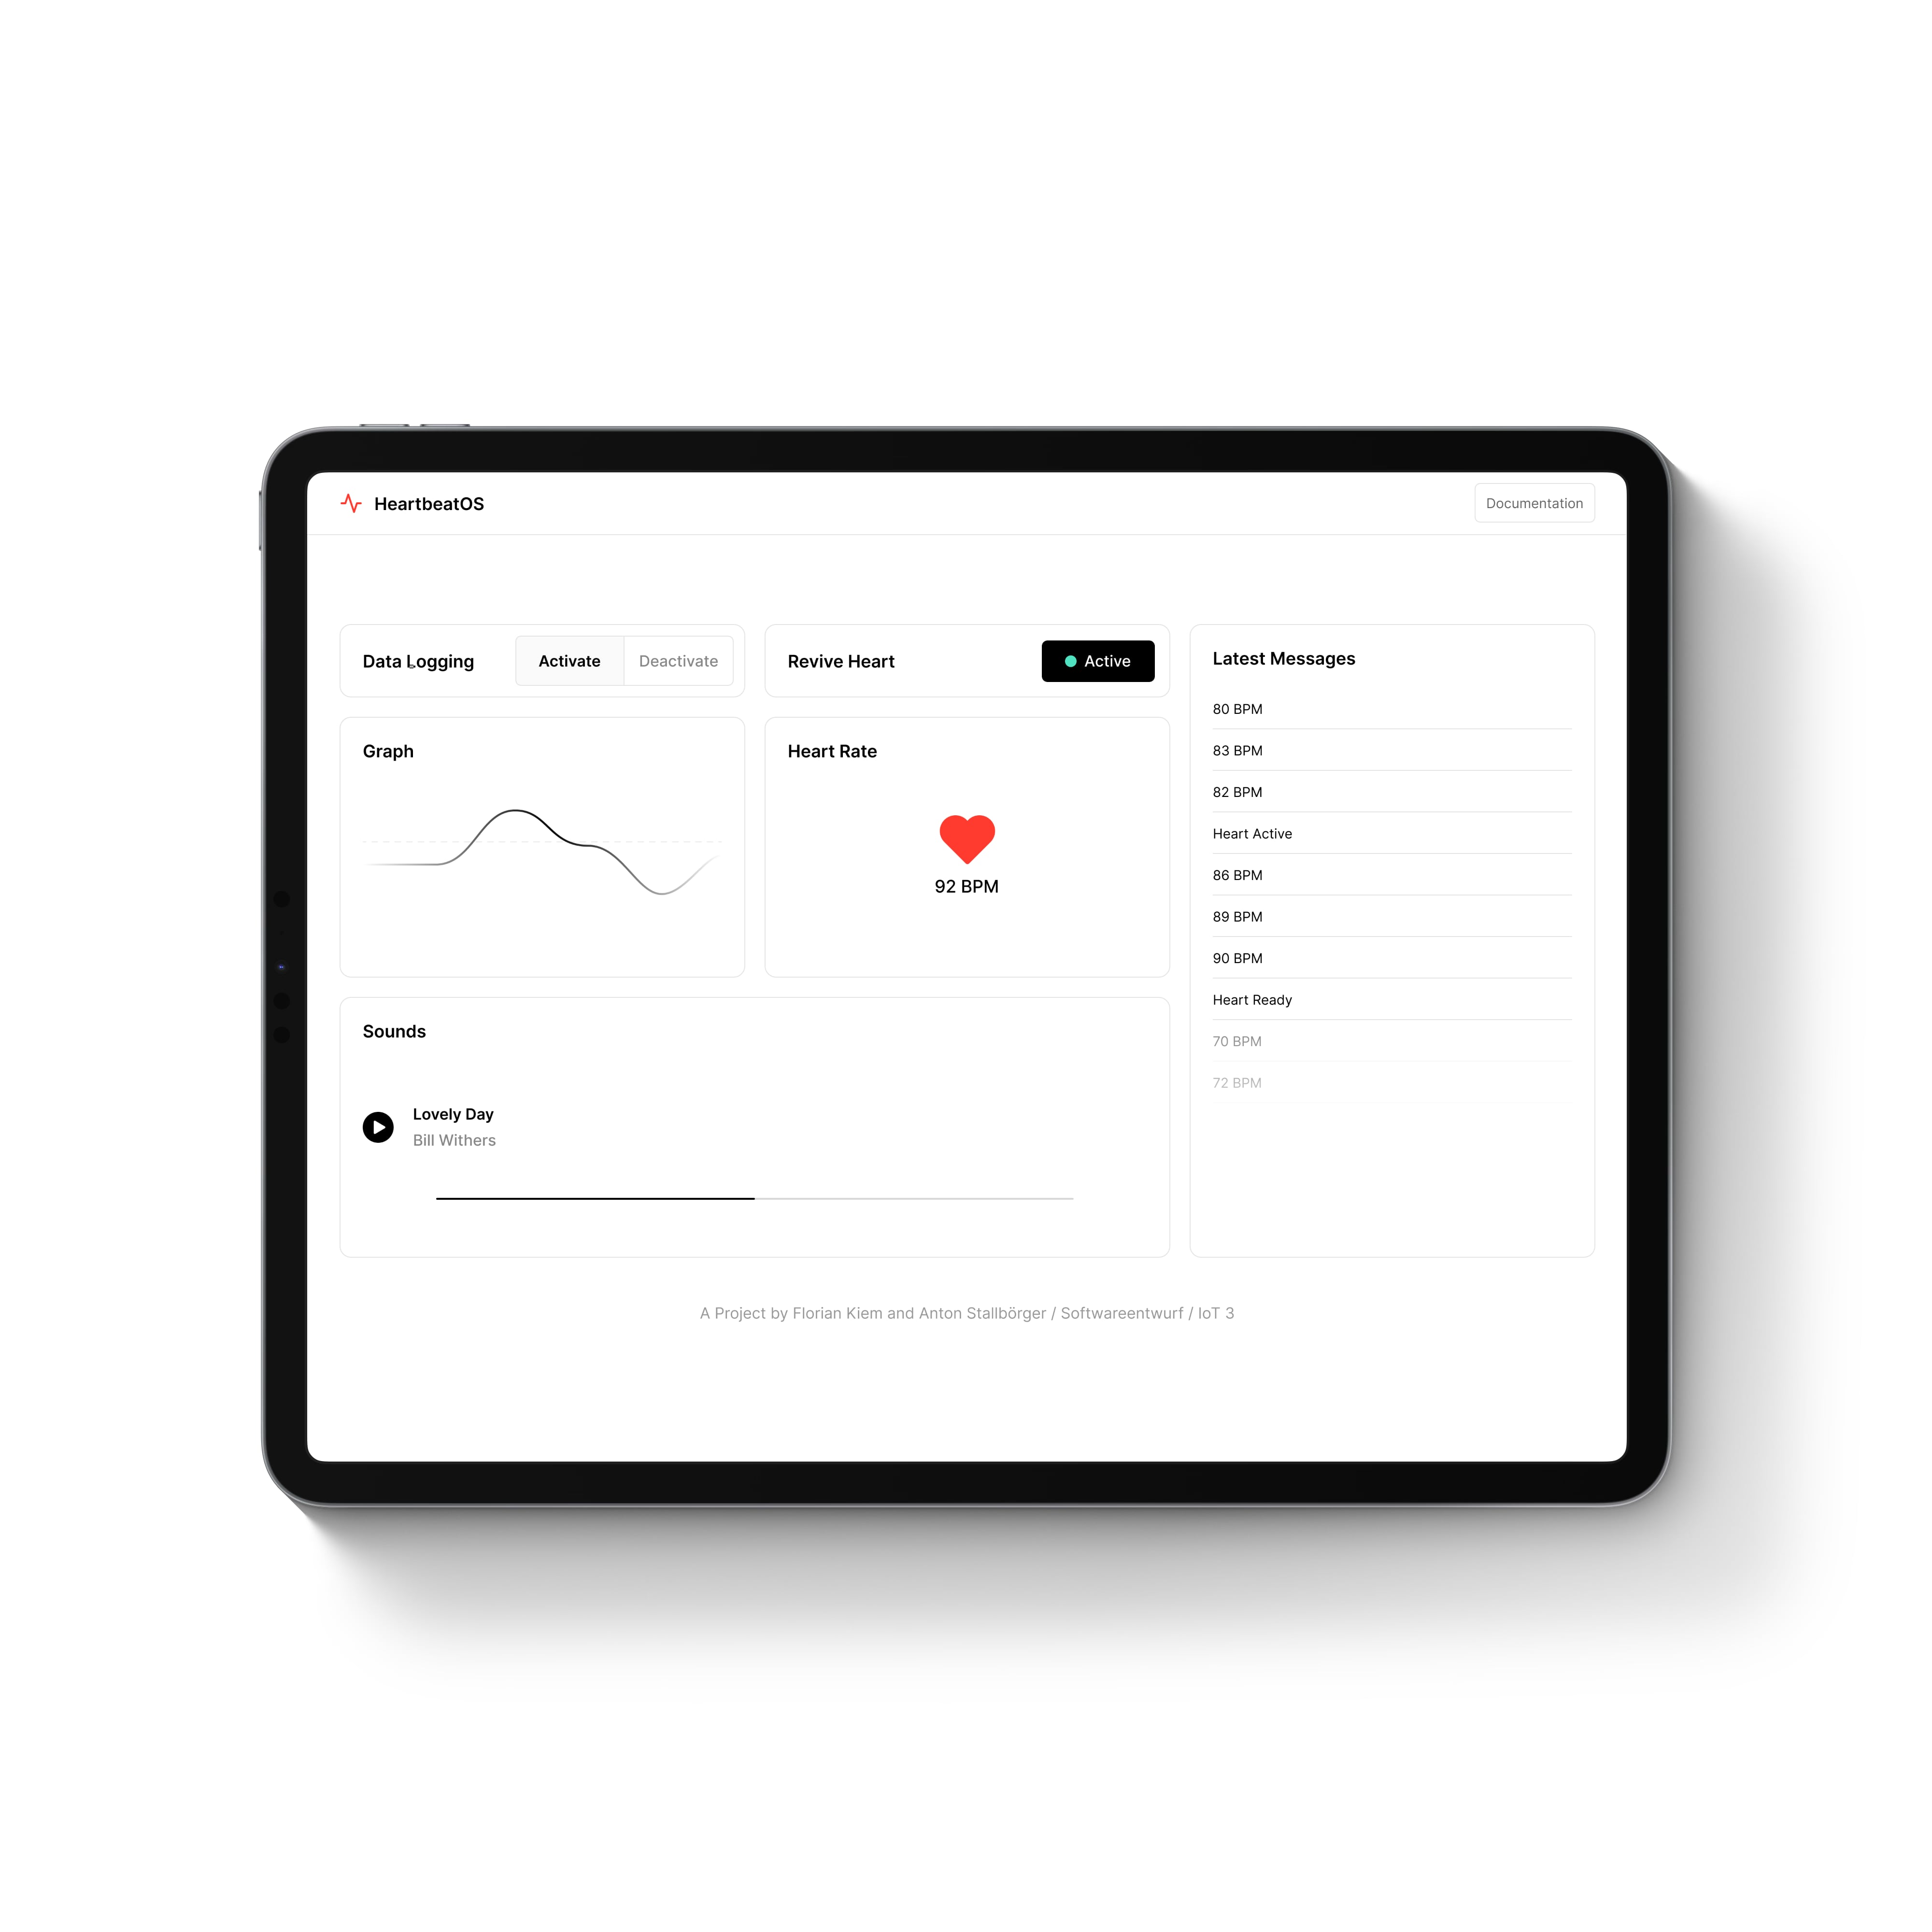 HeartbeatOS
Documentation
Data Logging
Activate
Deactivate
Revive Heart
Active
Graph
Heart Rate
92 BPM
Sounds
Lovely Day
Bill Withers
Latest Messages
80 BPM
83 BPM
82 BPM
Heart Active
86 BPM
89 BPM
90 BPM
Heart Ready
70 BPM
72 BPM
A Project by Florian Kiem and Anton Stallbörger / Softwareentwurf / IoT 3